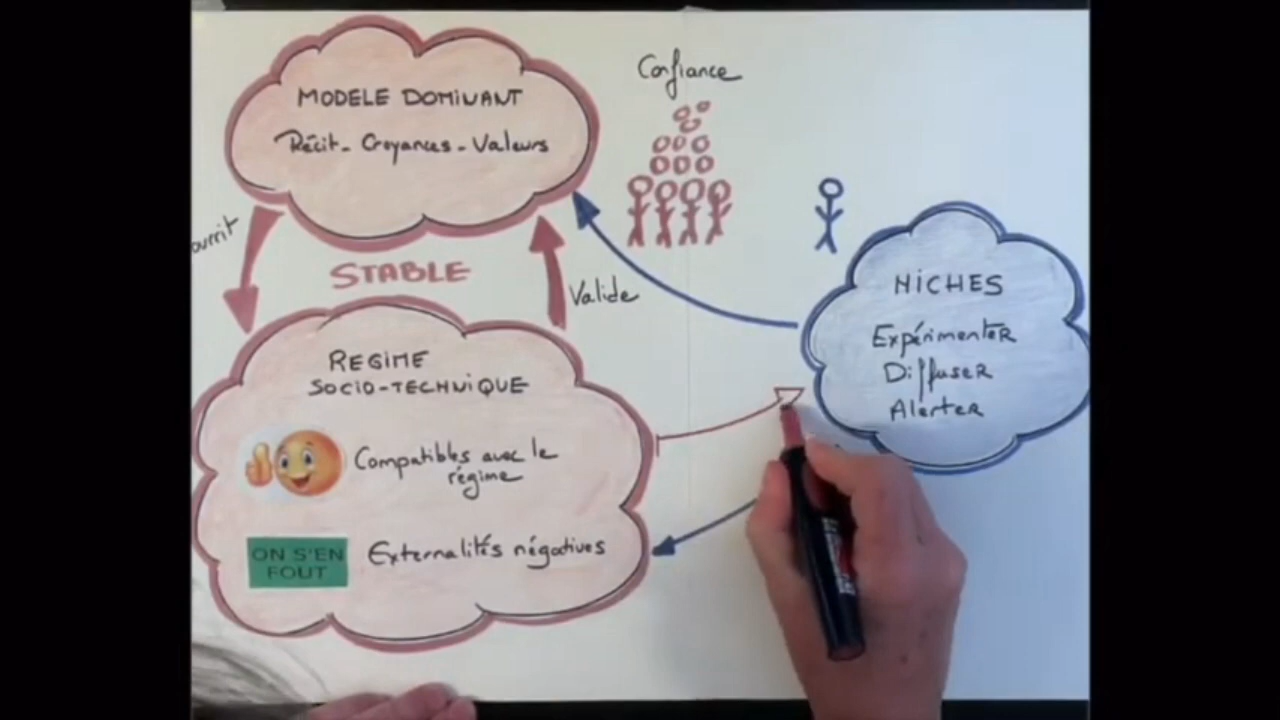 MODELE DOMINANT
Récit - Croyances - Valeurs
Confiance
STABLE
Valide
NICHES
Expérimenter
Diffuser
Alerter
REGIME
SOCIO-TECHNIQUE
Compatibles avec le
régime
ON S'EN
FOUT
Externalités négatives